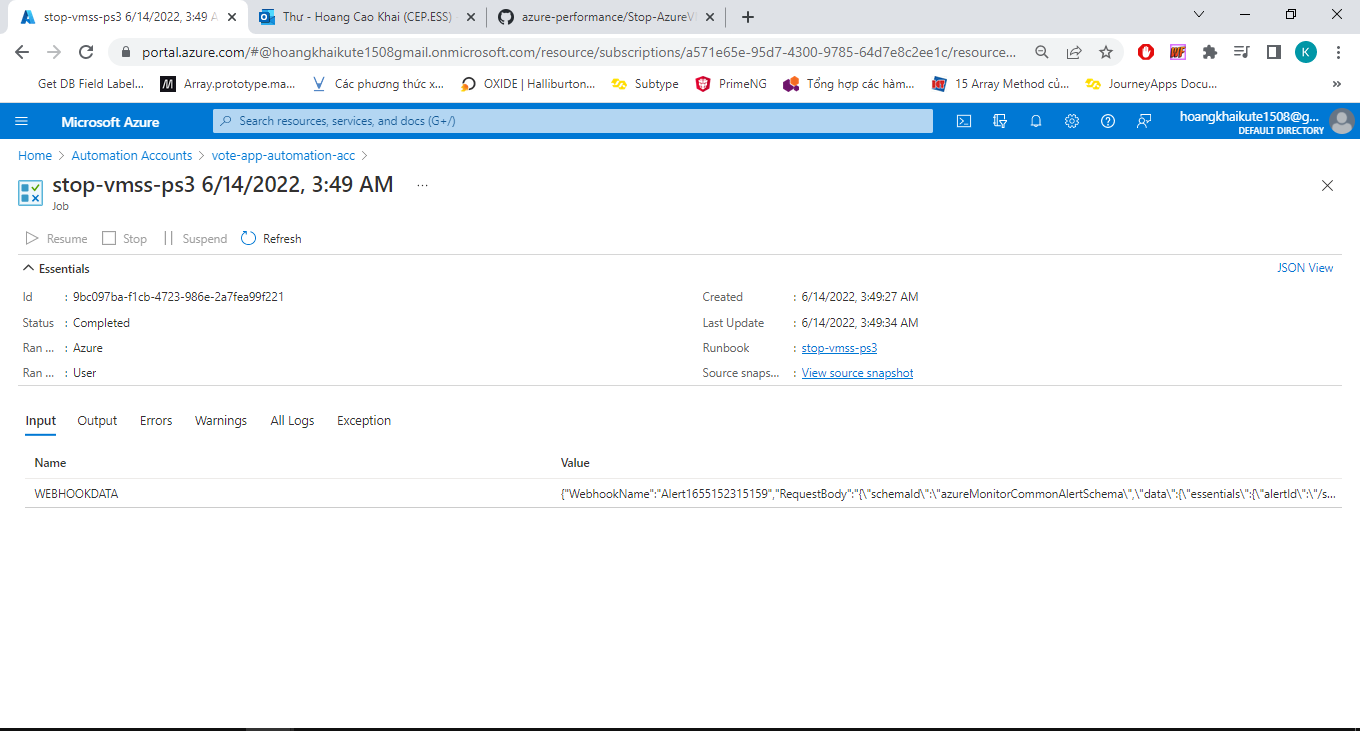 stop-vmss-ps3 6/14/2022, 3:49 A
Thư - Hoang Cao Khai (CEP.ESS)
azure-performance/Stop-AzureV
portal.azure.com/#@hoangkhaikute1508gmail.onmicrosoft.com/resource/subscriptions/a571e65e-95d7-4300-9785-64d7e8c2ee1c/resource...
K
Get DB Field Label...
Array.prototype.ma...
Các phương thức x...
OXIDE | Halliburton...
Subtype
PrimeNG
Tổng hợp các hàm...
15 Array Method củ...
JourneyApps Docu...
»
Microsoft Azure
Search resources, services, and docs (G+/)
hoangkhaikute1508@g...
DEFAULT DIRECTORY
Home > Automation Accounts > vote-app-automation-acc >
stop-vmss-ps3 6/14/2022, 3:49 AM ...
Job
Resume Stop Suspend Refresh
Essentials JSON View
Id : 9bc097ba-f1cb-4723-986e-2a7fea99f221 Created : 6/14/2022, 3:49:27 AM
Status : Completed Last Update : 6/14/2022, 3:49:34 AM
Ran ... : Azure Runbook : stop-vmss-ps3
Ran ... : User Source snaps... : View source snapshot
Input Output Errors Warnings All Logs Exception
Name Value
WEBHOOKDATA {"WebhookName":"Alert1655152315159","RequestBody":"{\"schemaId\":\"azureMonitorCommonAlertSchema\",\"data\":{\"essentials\":{\"alertId\":\"/s...